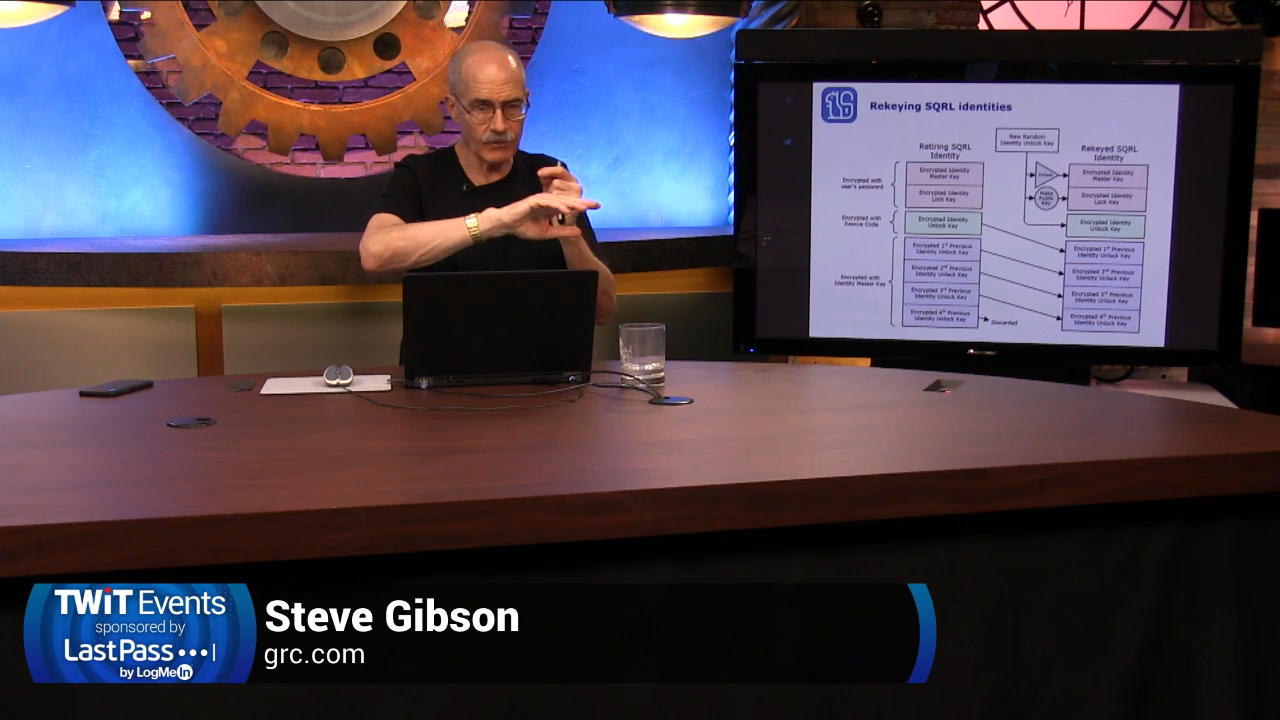 Rekeying SQRL identities
New Random
Identity Unlock Key
Retiring SQRL
Identity
Rekeyed SQRL
Identity
Encrypted with
user's password
Encrypted Identity
Master Key
Encrypted Identity
Lock Key
Make
Public
Key
Encrypted Identity
Master Key
Encrypted Identity
Lock Key
Encrypted with
Rescue Code
Encrypted Identity
Unlock Key
Encrypted Identity
Unlock Key
Encrypted with
Identity Master Key
Encrypted 1st Previous
Identity Unlock Key
Encrypted 2nd Previous
Identity Unlock Key
Encrypted 3rd Previous
Identity Unlock Key
Encrypted 4th Previous
Identity Unlock Key
Discarded
Encrypted 1st Previous
Identity Unlock Key
Encrypted 2nd Previous
Identity Unlock Key
Encrypted 3rd Previous
Identity Unlock Key
Encrypted 4th Previous
Identity Unlock Key
TWiT Events
sponsored by
LastPass •••|
by LogMeIn
Steve Gibson
grc.com